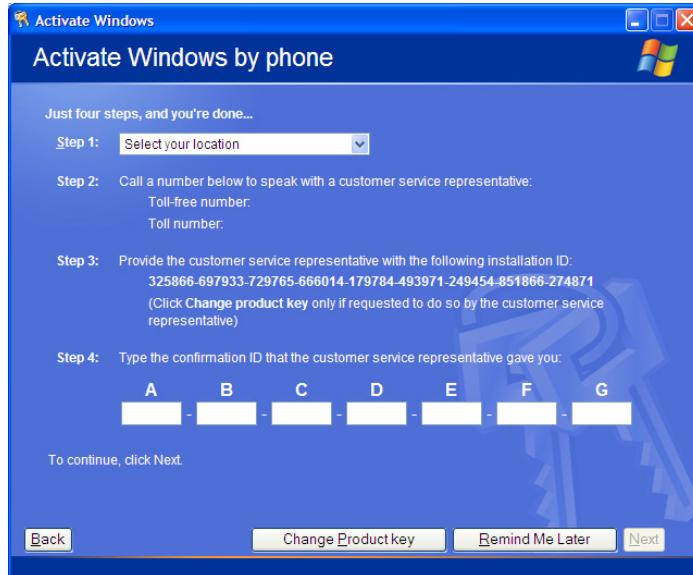 Activate Windows
Activate Windows by phone
Just four steps, and you're done...
Step 1: Select your location
Step 2: Call a number below to speak with a customer service representative:
Toll-free number:
Toll number:
Step 3: Provide the customer service representative with the following installation ID:
325866-697933-729765-666014-179784-493971-249454-851866-274871
(Click Change product key only if requested to do so by the customer service
representative)
Step 4: Type the confirmation ID that the customer service representative gave you:
A B C D E F G
- - - - - -
To continue, click Next.
Back Change Product key Remind Me Later Next